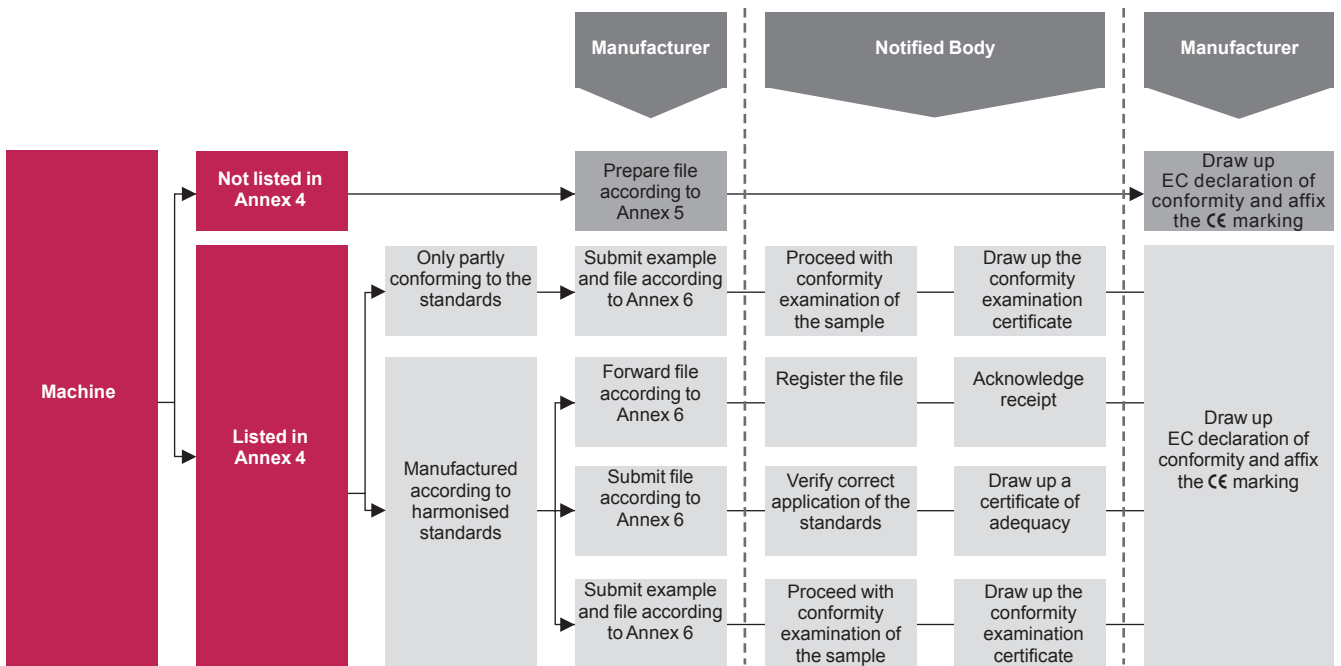 Manufacturer
Notified Body
Manufacturer
Machine
Not listed in
Annex 4
Prepare file
according to
Annex 5
Draw up
EC declaration of
conformity and affix
the CE marking
Listed in
Annex 4
Only partly
conforming to the
standards
Submit example
and file according
to Annex 6
Proceed with
conformity
examination of
the sample
Draw up the
conformity
examination
certificate
Manufactured
according to
harmonised
standards
Forward file
according to
Annex 6
Register the file
Acknowledge
receipt
Submit file
according to
Annex 6
Verify correct
application of the
standards
Draw up a
certificate of
adequacy
Submit example
and file according
to Annex 6
Proceed with
conformity
examination of
the sample
Draw up the
conformity
examination
certificate
Draw up
EC declaration of
conformity and affix
the CE marking